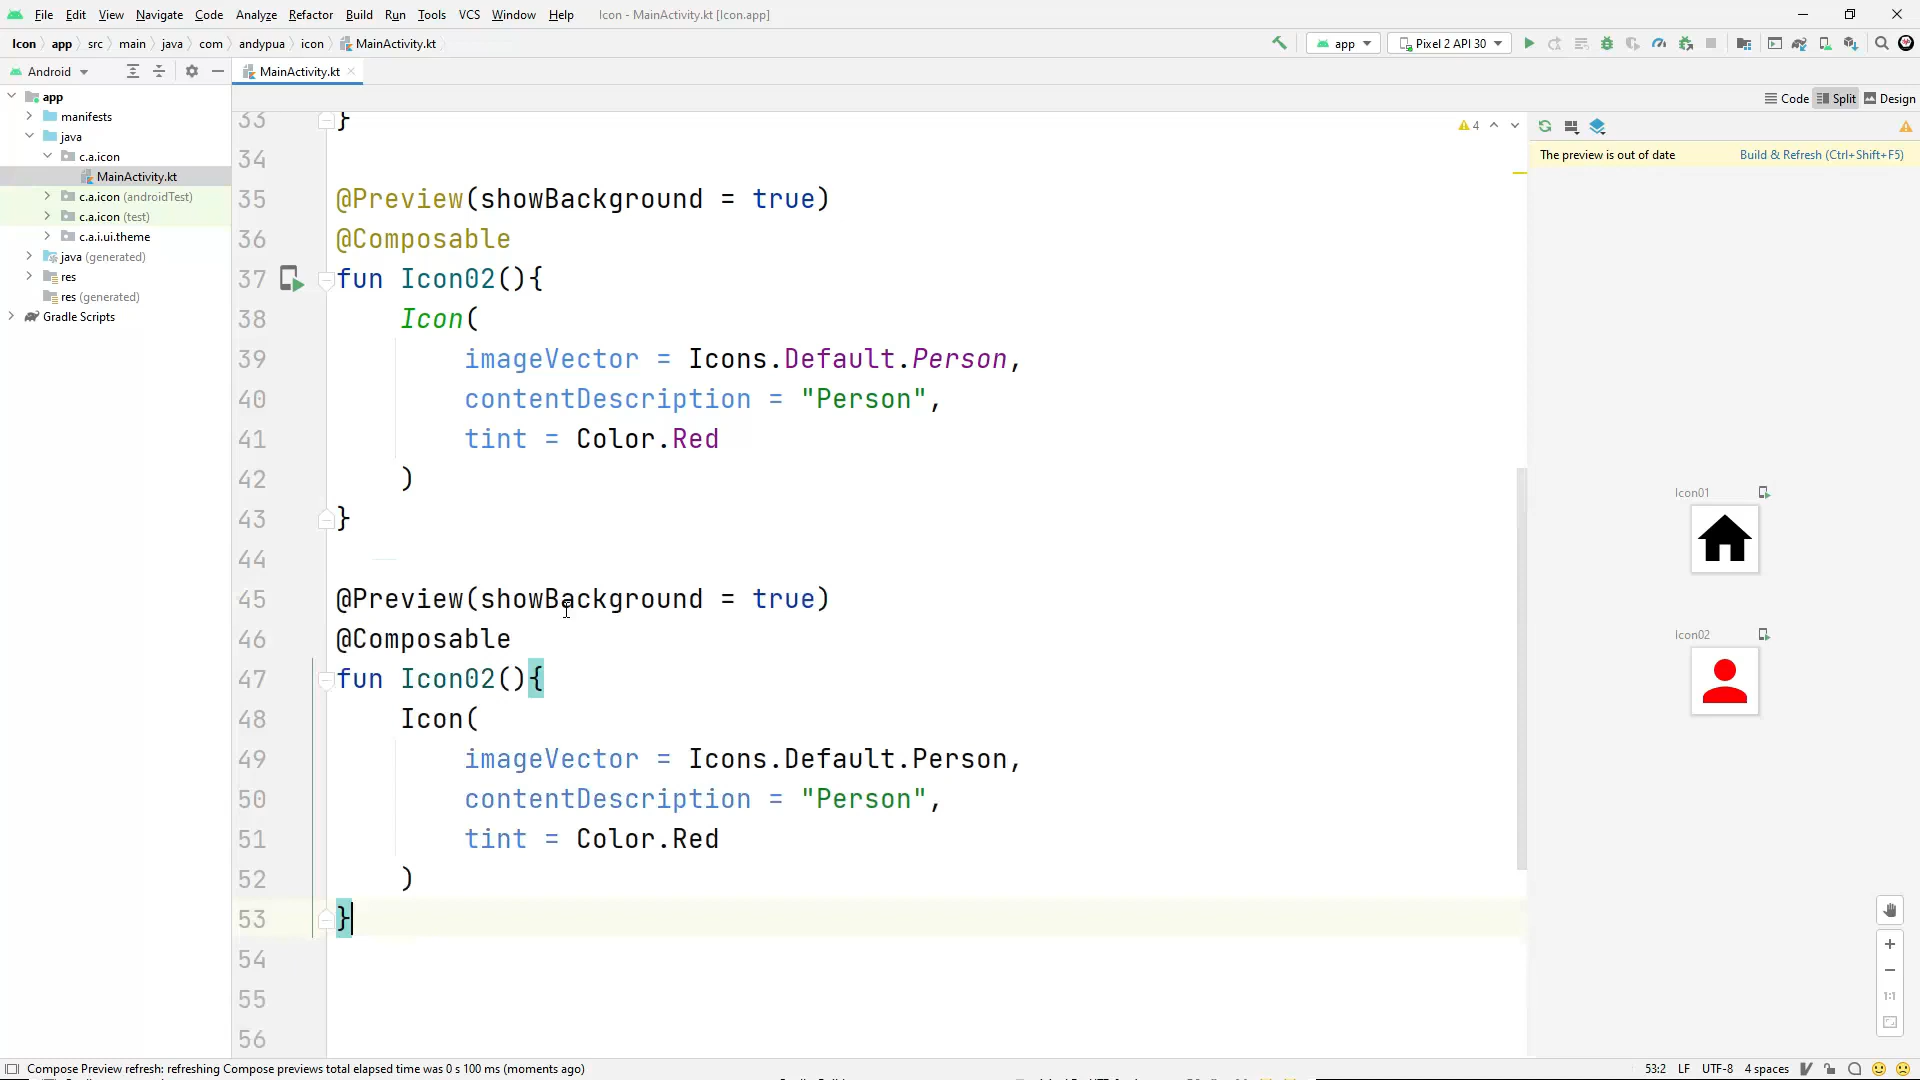 File Edit View Navigate Code Analyze Refactor Build Run Tools VCS Window Help Icon - MainActivity.kt [Icon.app]
Icon app src main java com andypua icon MainActivity.kt app Pixel 2 API 30
Android MainActivity.kt
Code Split Design
app
manifests
java
c.a.icon
MainActivity.kt
c.a.icon (androidTest)
c.a.icon (test)
c.a.i.ui.theme
java (generated)
res
res (generated)
Gradle Scripts
4
The preview is out of date Build & Refresh (Ctrl+Shift+F5)
33 }
34
35 @Preview(showBackground = true)
36 @Composable
37 fun Icon02(){
38 Icon(
39 imageVector = Icons.Default.Person,
40 contentDescription = "Person",
41 tint = Color.Red
42 )
43 }
44
45 @Preview(showBackground = true)
46 @Composable
47 fun Icon02(){
48 Icon(
49 imageVector = Icons.Default.Person,
50 contentDescription = "Person",
51 tint = Color.Red
52 )
53 }
54
55
56
Icon01
Icon02
1:1
Compose Preview refresh: refreshing Compose previews total elapsed time was 0 s 100 ms (moments ago) 53:2 LF UTF-8 4 spaces